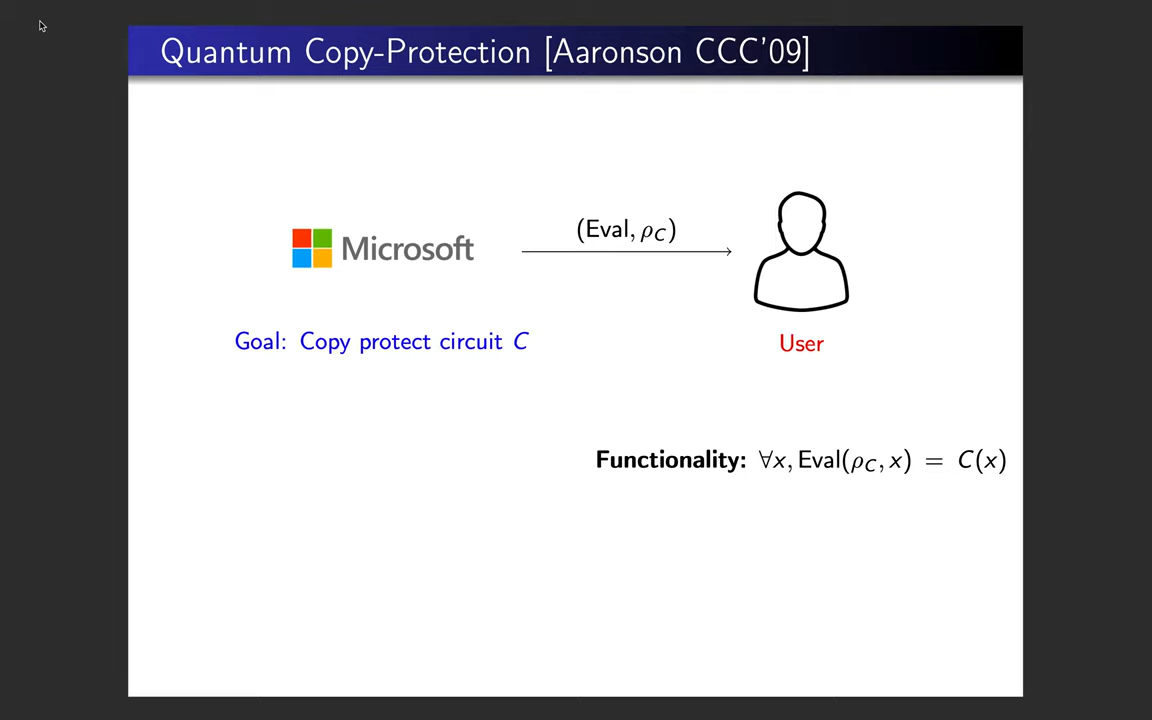 Quantum Copy-Protection [Aaronson CCC'09]
(Eval, ρ_C)
Microsoft
Goal: Copy protect circuit C
User
Functionality: ∀x, Eval(ρ_C, x) = C(x)